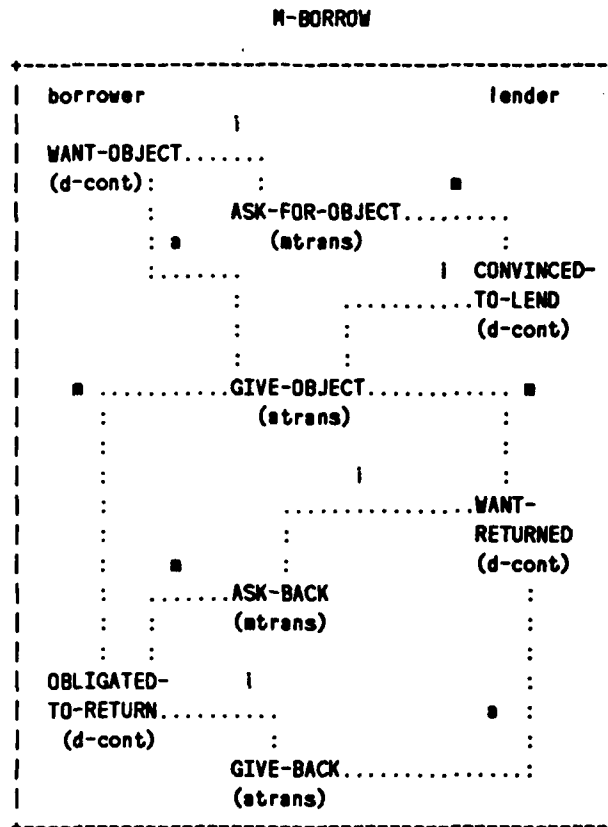 M-BORROW
borrower lender
i
WANT-OBJECT.......
(d-cont): : m
: ASK-FOR-OBJECT.........
: a (mtrans) :
:....... i CONVINCED-
: ...........TO-LEND
: : (d-cont)
: :
m ...........GIVE-OBJECT............ m
: (atrans) :
: :
: i :
: ................WANT-
: : RETURNED
: m : (d-cont)
: .......ASK-BACK :
: : (mtrans) :
: : :
OBLIGATED- i :
TO-RETURN.......... a :
(d-cont) : :
GIVE-BACK...............:
(atrans)